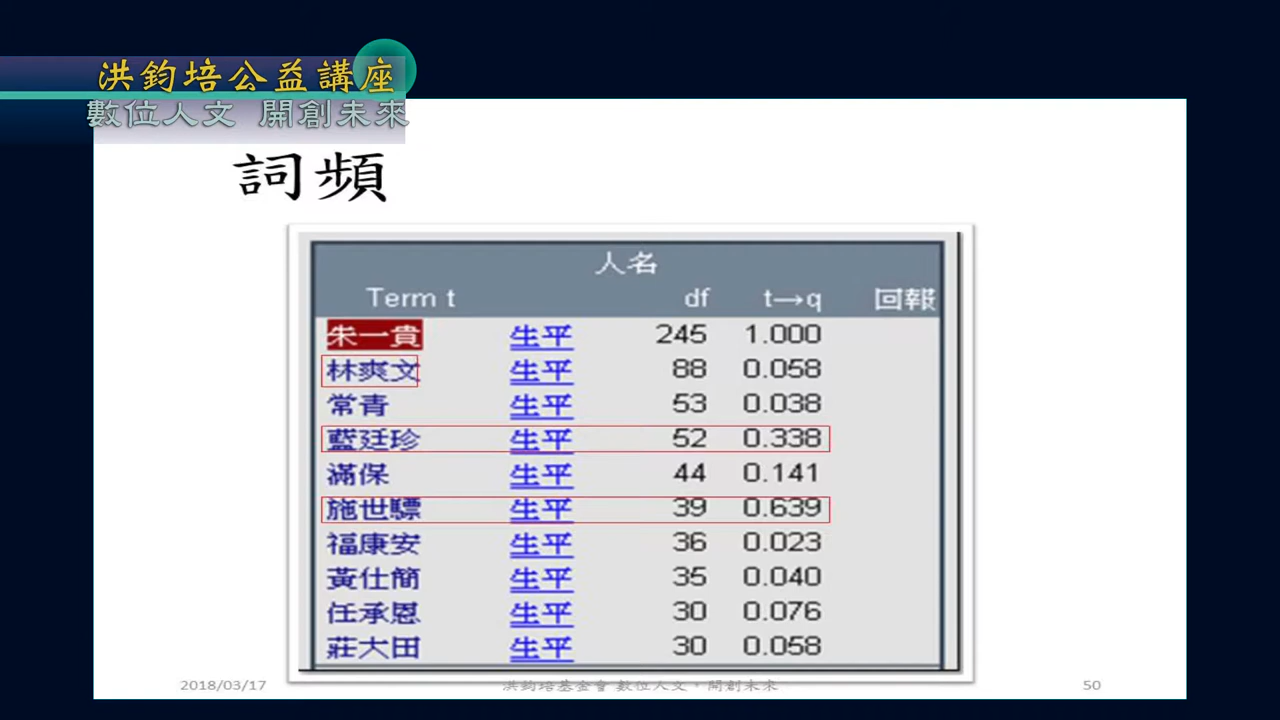 洪鈞培公益講座
數位人文 開創未來
詞頻
人名
Term t df t→q 回報
朱一貴 生平 245 1.000
林爽文 生平 88 0.058
常青 生平 53 0.038
藍廷珍 生平 52 0.338
滿保 生平 44 0.141
施世驃 生平 39 0.639
福康安 生平 36 0.023
黃仕簡 生平 35 0.040
任承恩 生平 30 0.076
莊大田 生平 30 0.058
2018/03/17 洪鈞培基金會 數位人文，開創未來 50